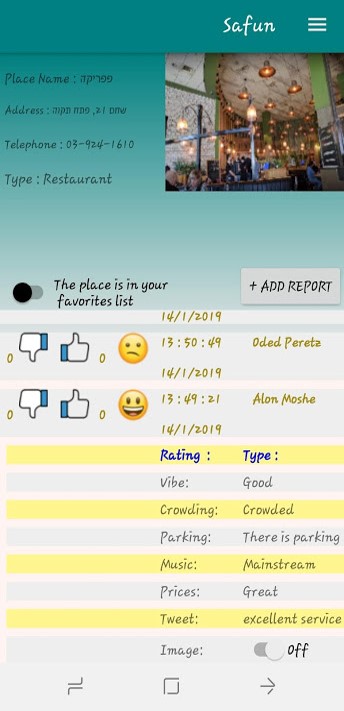 Safun
Place Name : פפריקה
Address : שחם 21, פתח תקוה
Telephone : 03-924-1610
Type : Restaurant
The place is in your
favorites list
+ ADD REPORT
14/1/2019
0 0 13:50:49 Oded Peretz
14/1/2019
0 0 13:49:21 Alon Moshe
14/1/2019
Rating : Type :
Vibe: Good
Crowding: Crowded
Parking: There is parking
Music: Mainstream
Prices: Great
Tweet: excellent service
Image: Off